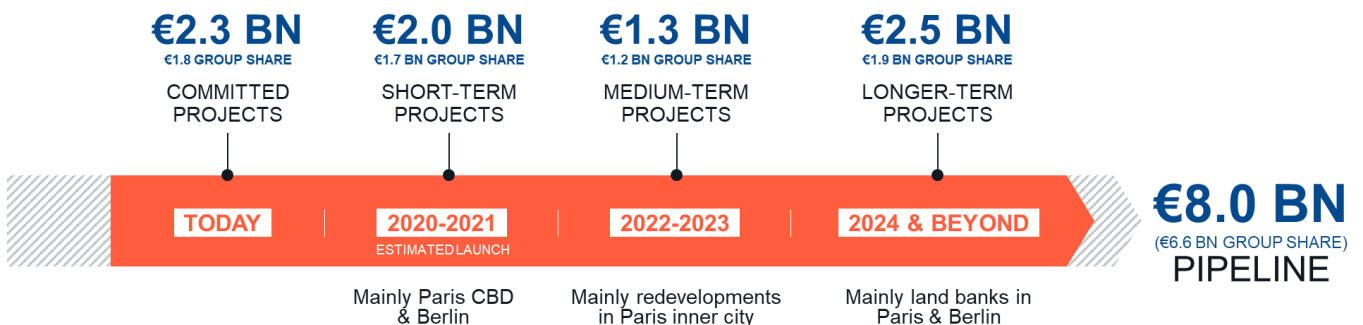 €2.3 BN
€1.8 GROUP SHARE
COMMITTED
PROJECTS
TODAY
€2.0 BN
€1.7 BN GROUP SHARE
SHORT-TERM
PROJECTS
2020-2021
ESTIMATED LAUNCH
Mainly Paris CBD
& Berlin
€1.3 BN
€1.2 BN GROUP SHARE
MEDIUM-TERM
PROJECTS
2022-2023
Mainly redevelopments
in Paris inner city
€2.5 BN
€1.9 BN GROUP SHARE
LONGER-TERM
PROJECTS
2024 & BEYOND
Mainly land banks in
Paris & Berlin
€8.0 BN
(€6.6 BN GROUP SHARE)
PIPELINE